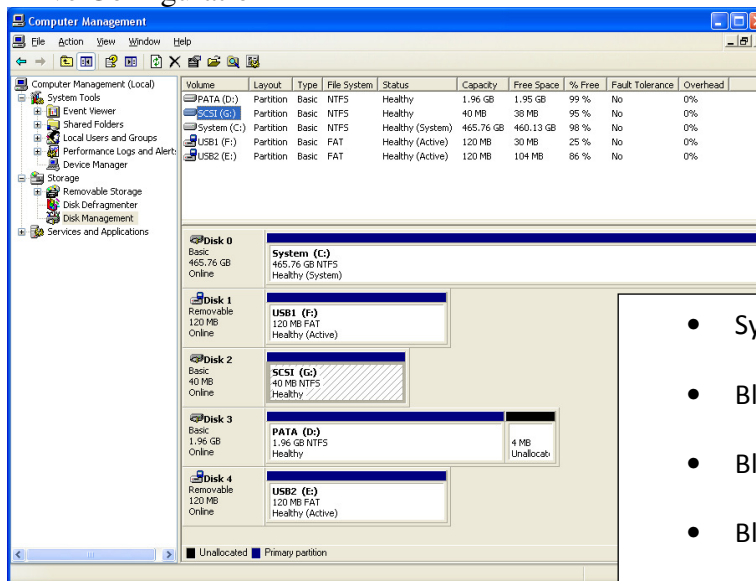 Computer Management
File Action View Window Help
Computer Management (Local)
System Tools
Event Viewer
Shared Folders
Local Users and Groups
Performance Logs and Alert
Device Manager
Storage
Removable Storage
Disk Defragmenter
Disk Management
Services and Applications
Volume Layout Type File System Status Capacity Free Space % Free Fault Tolerance Overhead
PATA (D:) Partition Basic NTFS Healthy 1.96 GB 1.95 GB 99 % No 0%
SCSI (G:) Partition Basic NTFS Healthy 40 MB 38 MB 95 % No 0%
System (C:) Partition Basic NTFS Healthy (System) 465.76 GB 460.13 GB 98 % No 0%
USB1 (F:) Partition Basic FAT Healthy (Active) 120 MB 30 MB 25 % No 0%
USB2 (E:) Partition Basic FAT Healthy (Active) 120 MB 104 MB 86 % No 0%
Disk 0
Basic
465.76 GB
Online
System (C:)
465.76 GB NTFS
Healthy (System)
Disk 1
Removable
120 MB
Online
USB1 (F:)
120 MB FAT
Healthy (Active)
Disk 2
Basic
40 MB
Online
SCSI (G:)
40 MB NTFS
Healthy
Disk 3
Basic
1.96 GB
Online
PATA (D:)
1.96 GB NTFS
Healthy
4 MB
Unallocat
Disk 4
Removable
120 MB
Online
USB2 (E:)
120 MB FAT
Healthy (Active)
Unallocated Primary partition
• Sy
• Bl
• Bl
• Bl